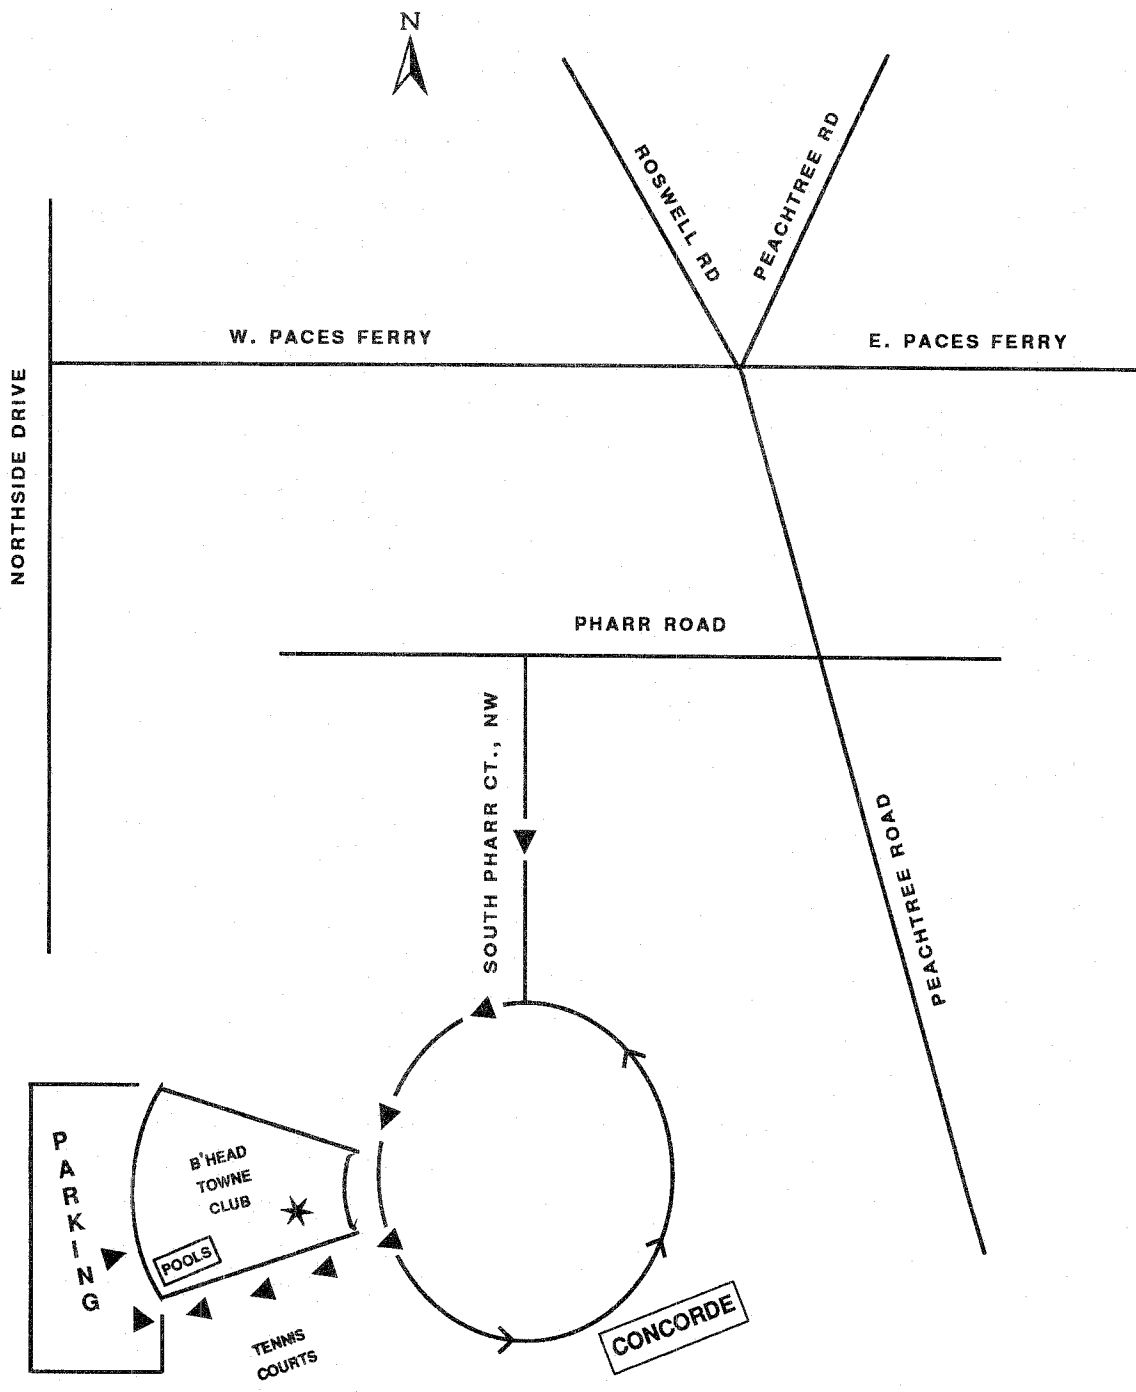 N
ROSWELL RD
PEACHTREE RD
W. PACES FERRY
E. PACES FERRY
NORTHSIDE DRIVE
PHARR ROAD
SOUTH PHARR CT., NW
PEACHTREE ROAD
PARKING
B'HEAD
TOWNE
CLUB
POOLS
TENNIS
COURTS
CONCORDE